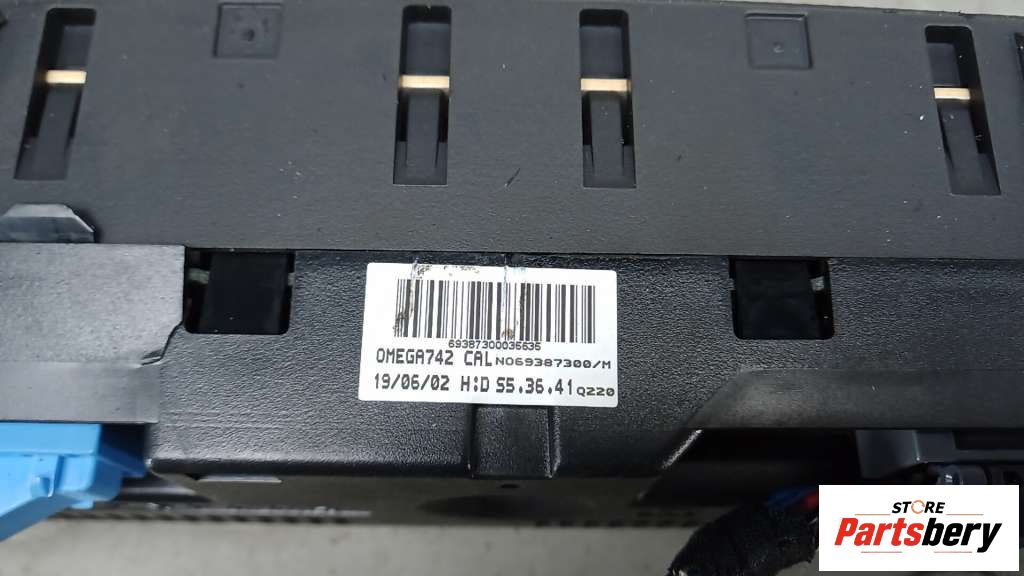 69387300035635
OMEGA742 CAL N069387300/M
19/06/02 H:D S5.36.41 Q220
STORE
Partsbery